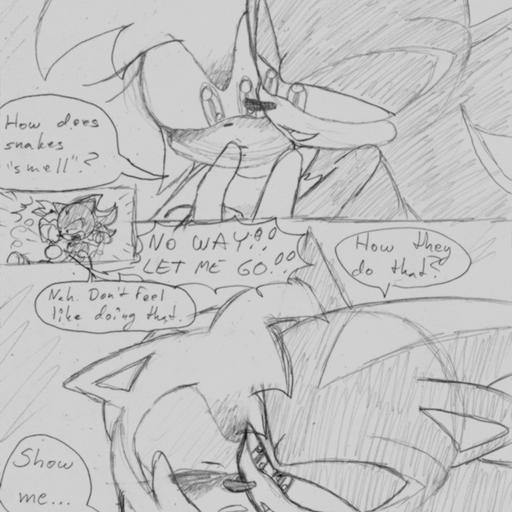 How does
snakes
"smell"?
NO WAY!!!
LET ME GO!!!
Nah. Don't feel
like doing that.
How they
do that?
Show
me...